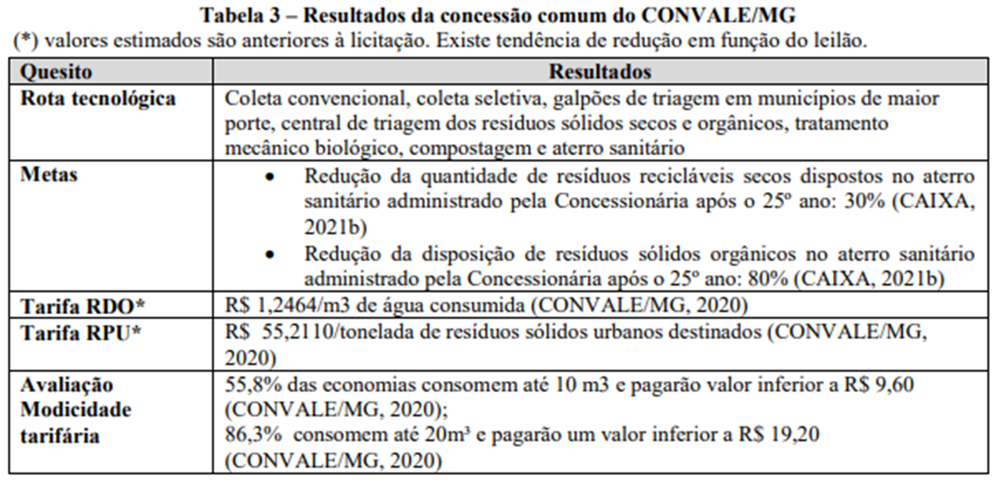 Tabela 3 – Resultados da concessão comum do CONVALE/MG
(*) valores estimados são anteriores à licitação. Existe tendência de redução em função do leilão.
Quesito
Resultados
Rota tecnológica
Coleta convencional, coleta seletiva, galpões de triagem em municípios de maior
porte, central de triagem dos resíduos sólidos secos e orgânicos, tratamento
mecânico biológico, compostagem e aterro sanitário
Metas
• Redução da quantidade de resíduos recicláveis secos dispostos no aterro
sanitário administrado pela Concessionária após o 25º ano: 30% (CAIXA,
2021b)
• Redução da disposição de resíduos sólidos orgânicos no aterro sanitário
administrado pela Concessionária após o 25º ano: 80% (CAIXA, 2021b)
Tarifa RDO*
R$ 1,2464/m3 de água consumida (CONVALE/MG, 2020)
Tarifa RPU*
R$ 55,2110/tonelada de resíduos sólidos urbanos destinados (CONVALE/MG,
2020)
Avaliação
Modicidade
tarifária
55,8% das economias consomem até 10 m3 e pagarão valor inferior a R$ 9,60
(CONVALE/MG, 2020);
86,3% consomem até 20m³ e pagarão um valor inferior a R$ 19,20
(CONVALE/MG, 2020)